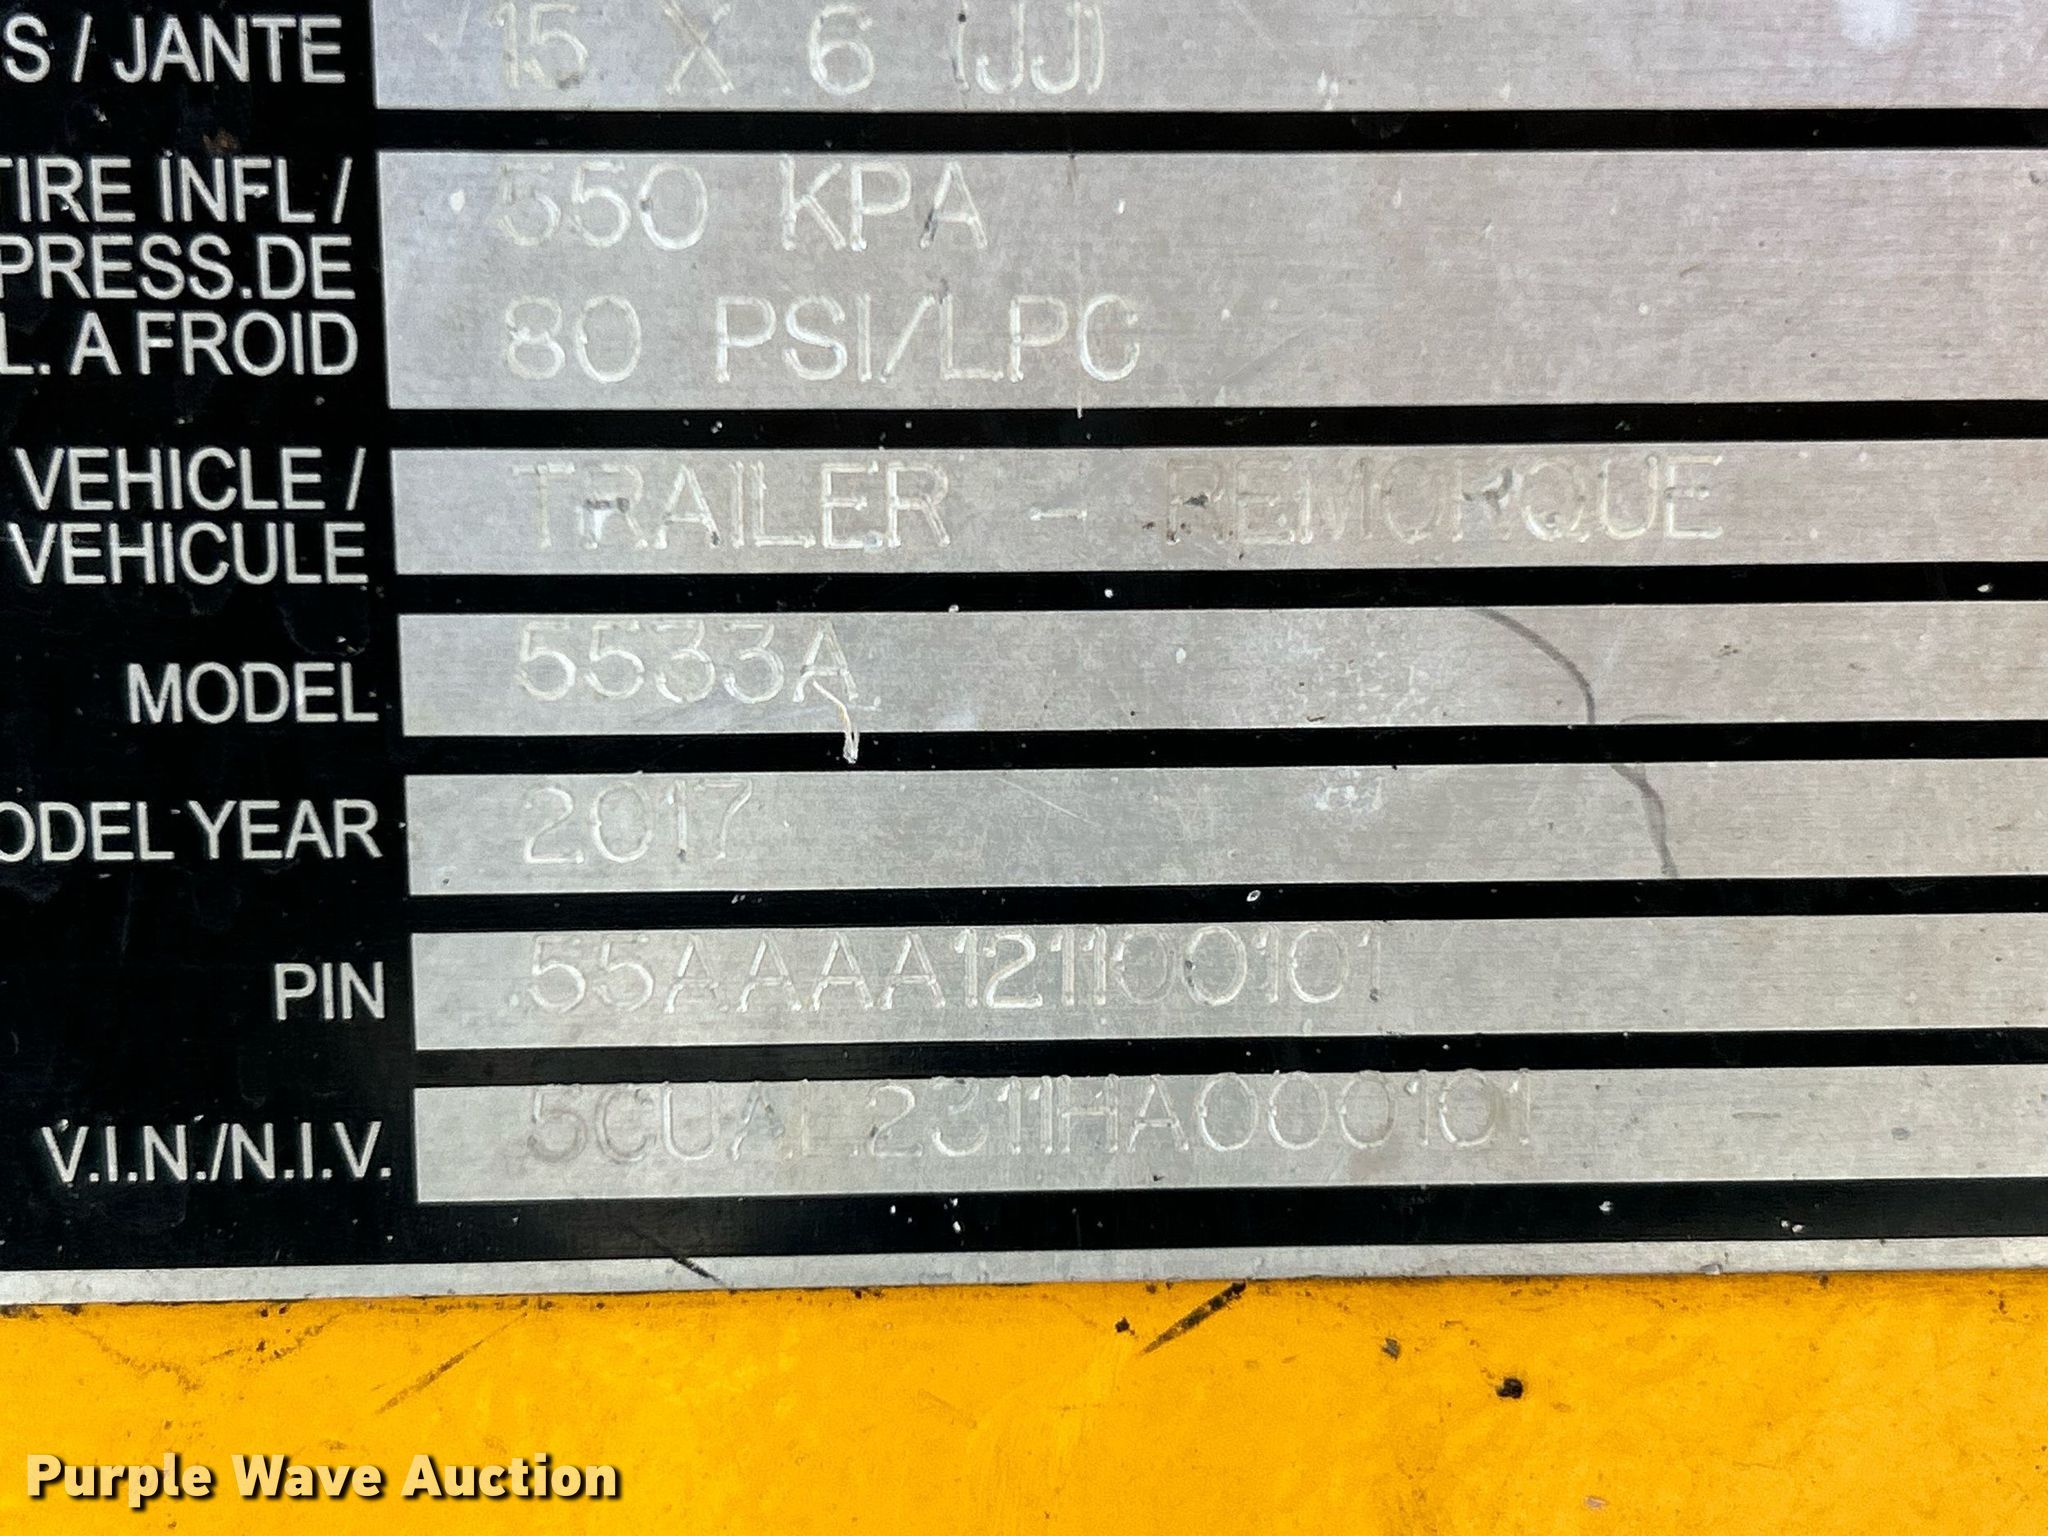 S / JANTE 15 X 6 (JJ)
TIRE INFL / 550 KPA
PRESS.DE
L. A FROID 80 PSI/LPC
VEHICLE / TRAILER - REMORQUE
VEHICULE
MODEL 5533A
ODEL YEAR 2017
PIN 55AAAA121100101
V.I.N./N.I.V. 5CUAL2311HA000101
Purple Wave Auction